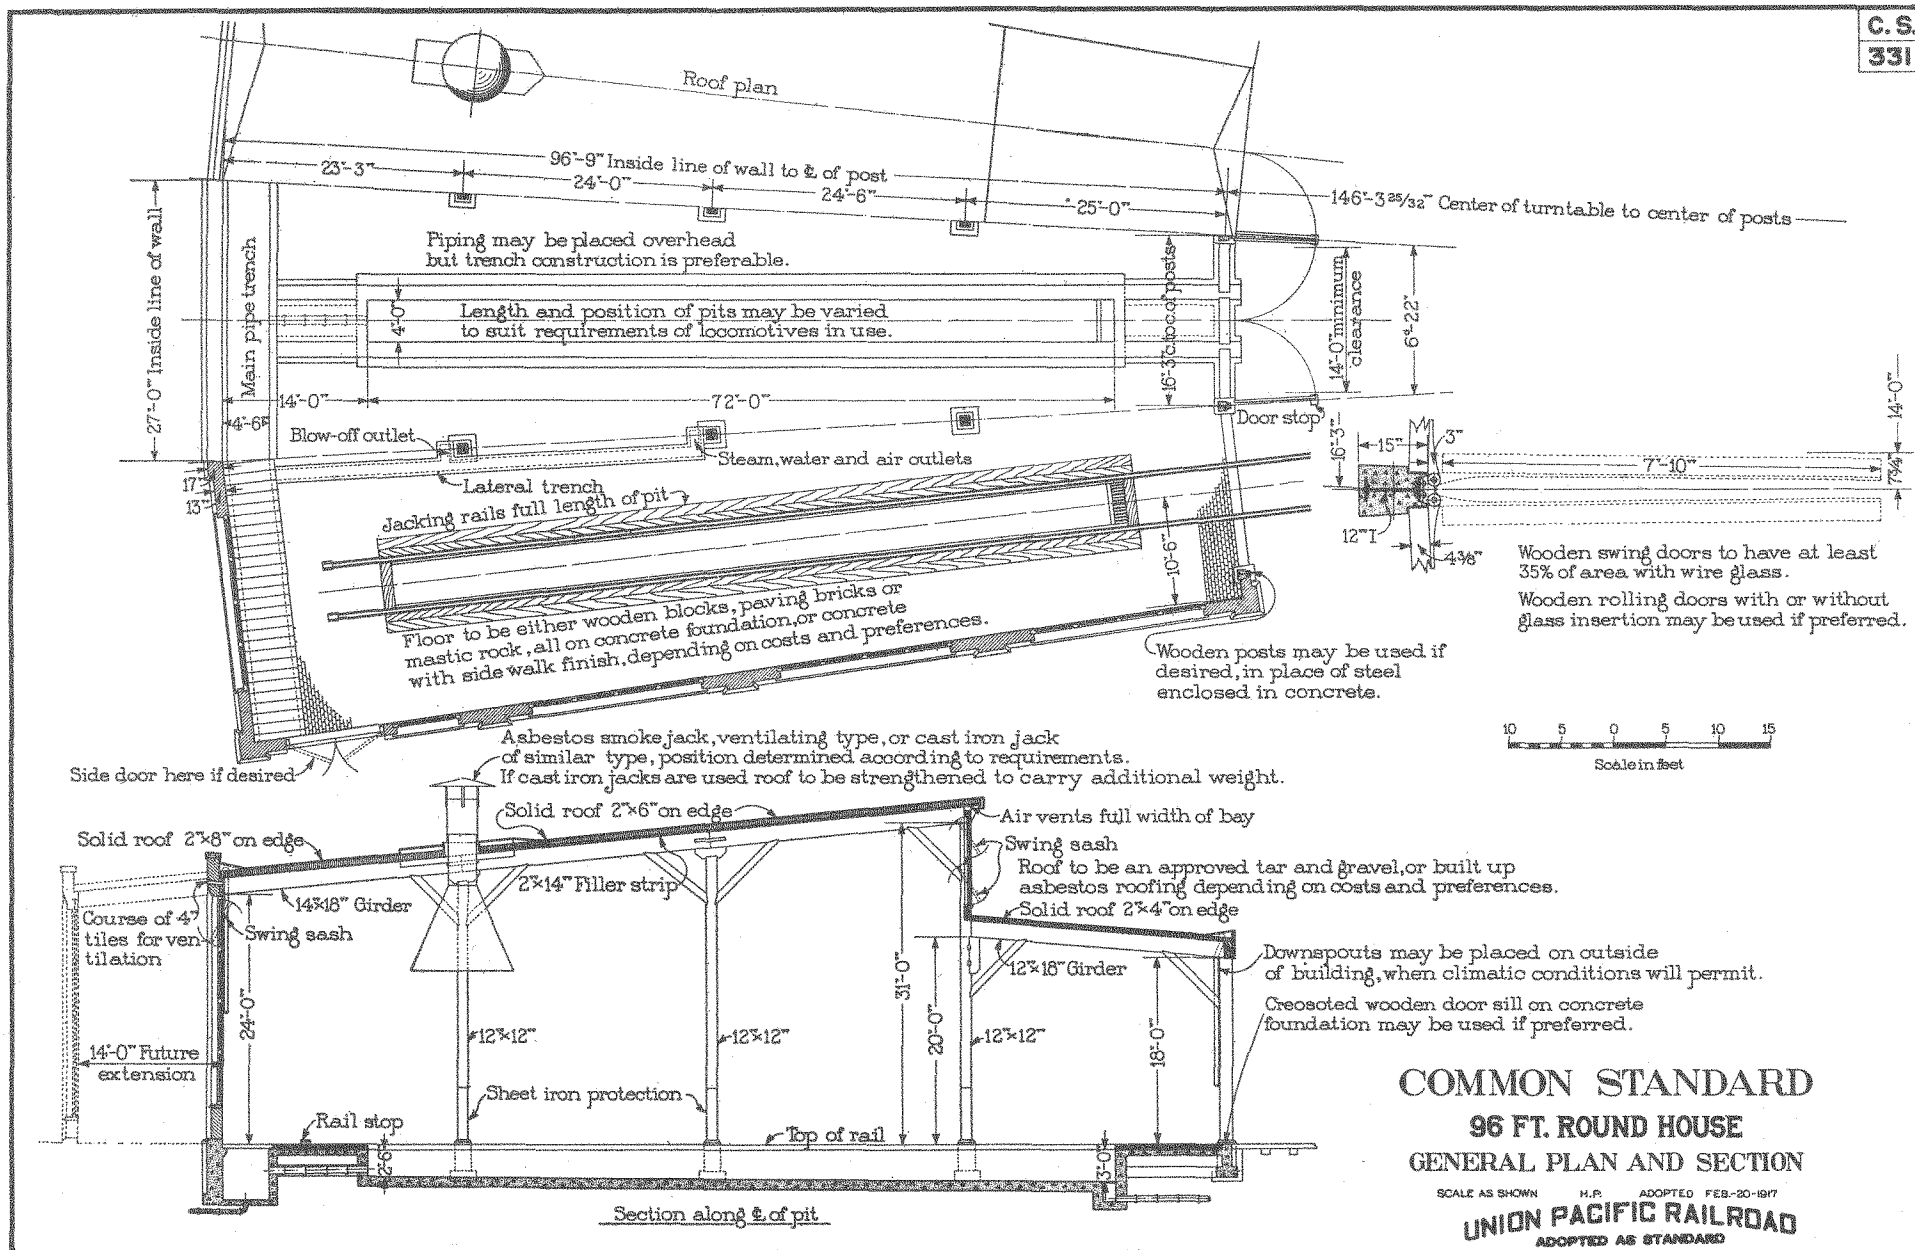 C. S.
331
Roof plan
96'-9" Inside line of wall to ℄ of post
23'-3"
24'-0"
24'-6"
25'-0"
146'-3 25/32" Center of turntable to center of posts
27'-0" Inside line of wall
Main pipe trench
Piping may be placed overhead
but trench construction is preferable.
4'-0"
Length and position of pits may be varied
to suit requirements of locomotives in use.
16'-3" c. to c. of posts
14'-0" minimum
clearance
6°-22"
14'-0"
72'-0"
4'-6"
Door stop
Blow-off outlet
Steam, water and air outlets
Lateral trench
17"
13"
Jacking rails full length of pit
10'-6"
Floor to be either wooden blocks, paving bricks or
mastic rock, all on concrete foundation, or concrete
with side walk finish, depending on costs and preferences.
16'-3"
15"
3"
7'-10"
14'-0"
7¾"
12" I
4⅜"
Wooden swing doors to have at least
35% of area with wire glass.
Wooden rolling doors with or without
glass insertion may be used if preferred.
Wooden posts may be used if
desired, in place of steel
enclosed in concrete.
10 5 0 5 10 15
Scale in feet
Side door here if desired
Asbestos smoke jack, ventilating type, or cast iron jack
of similar type, position determined according to requirements.
If cast iron jacks are used roof to be strengthened to carry additional weight.
Solid roof 2"×8" on edge
Solid roof 2"×6" on edge
Air vents full width of bay
Swing sash
Roof to be an approved tar and gravel, or built up
asbestos roofing depending on costs and preferences.
2"×14" Filler strip
14"×18" Girder
Solid roof 2"×4" on edge
Course of 4"
tiles for ven-
tilation
Swing sash
12"×18" Girder
Downspouts may be placed on outside
of building, when climatic conditions will permit.
Creosoted wooden door sill on concrete
foundation may be used if preferred.
24'-0"
31'-0"
20'-0"
18'-0"
12"×12"
12"×12"
12"×12"
14'-0" Future
extension
Sheet iron protection
Rail stop
Top of rail
2'-6"
3'-0"
Section along ℄ of pit
COMMON STANDARD
96 FT. ROUND HOUSE
GENERAL PLAN AND SECTION
SCALE AS SHOWN H.P. ADOPTED FEB.-20-1917
UNION PACIFIC RAILROAD
ADOPTED AS STANDARD